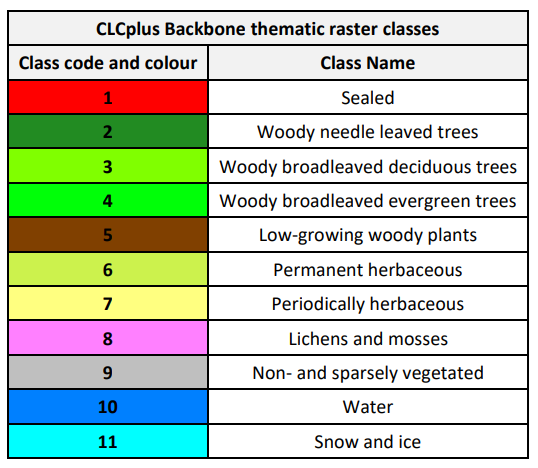 CLCplus Backbone thematic raster classes
Class code and colour Class Name
1 Sealed
2 Woody needle leaved trees
3 Woody broadleaved deciduous trees
4 Woody broadleaved evergreen trees
5 Low-growing woody plants
6 Permanent herbaceous
7 Periodically herbaceous
8 Lichens and mosses
9 Non- and sparsely vegetated
10 Water
11 Snow and ice